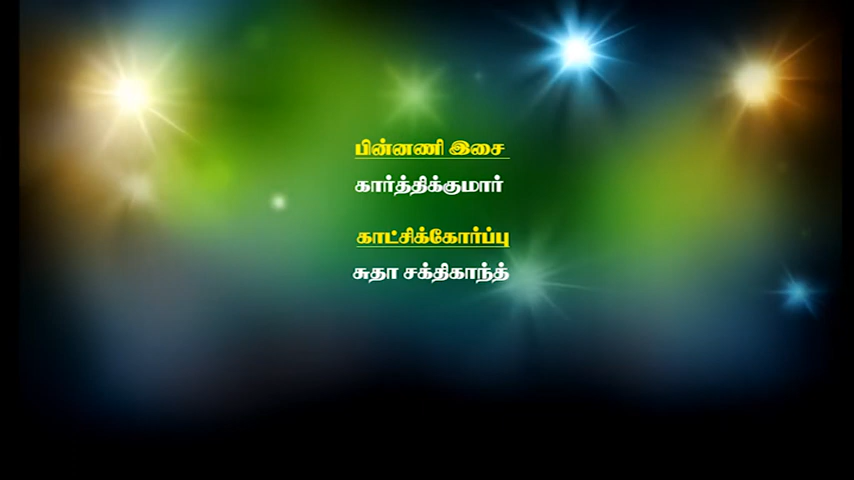 பின்னணி இசை
கார்த்திக்குமார்
காட்சிக்கோர்ப்பு
சுதா சக்திகாந்த்